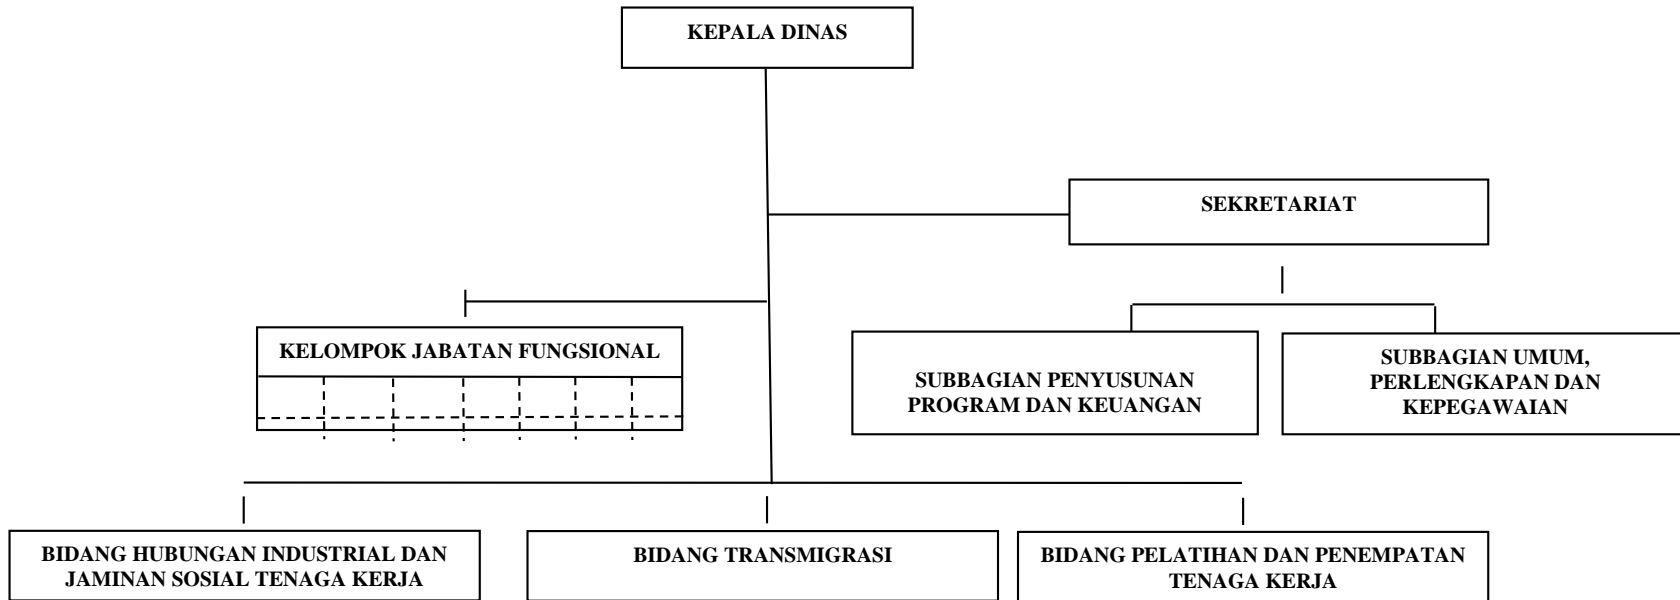 KEPALA DINAS
SEKRETARIAT
KELOMPOK JABATAN FUNGSIONAL
SUBBAGIAN PENYUSUNAN
PROGRAM DAN KEUANGAN
SUBBAGIAN UMUM,
PERLENGKAPAN DAN
KEPEGAWAIAN
BIDANG HUBUNGAN INDUSTRIAL DAN
JAMINAN SOSIAL TENAGA KERJA
BIDANG TRANSMIGRASI
BIDANG PELATIHAN DAN PENEMPATAN
TENAGA KERJA